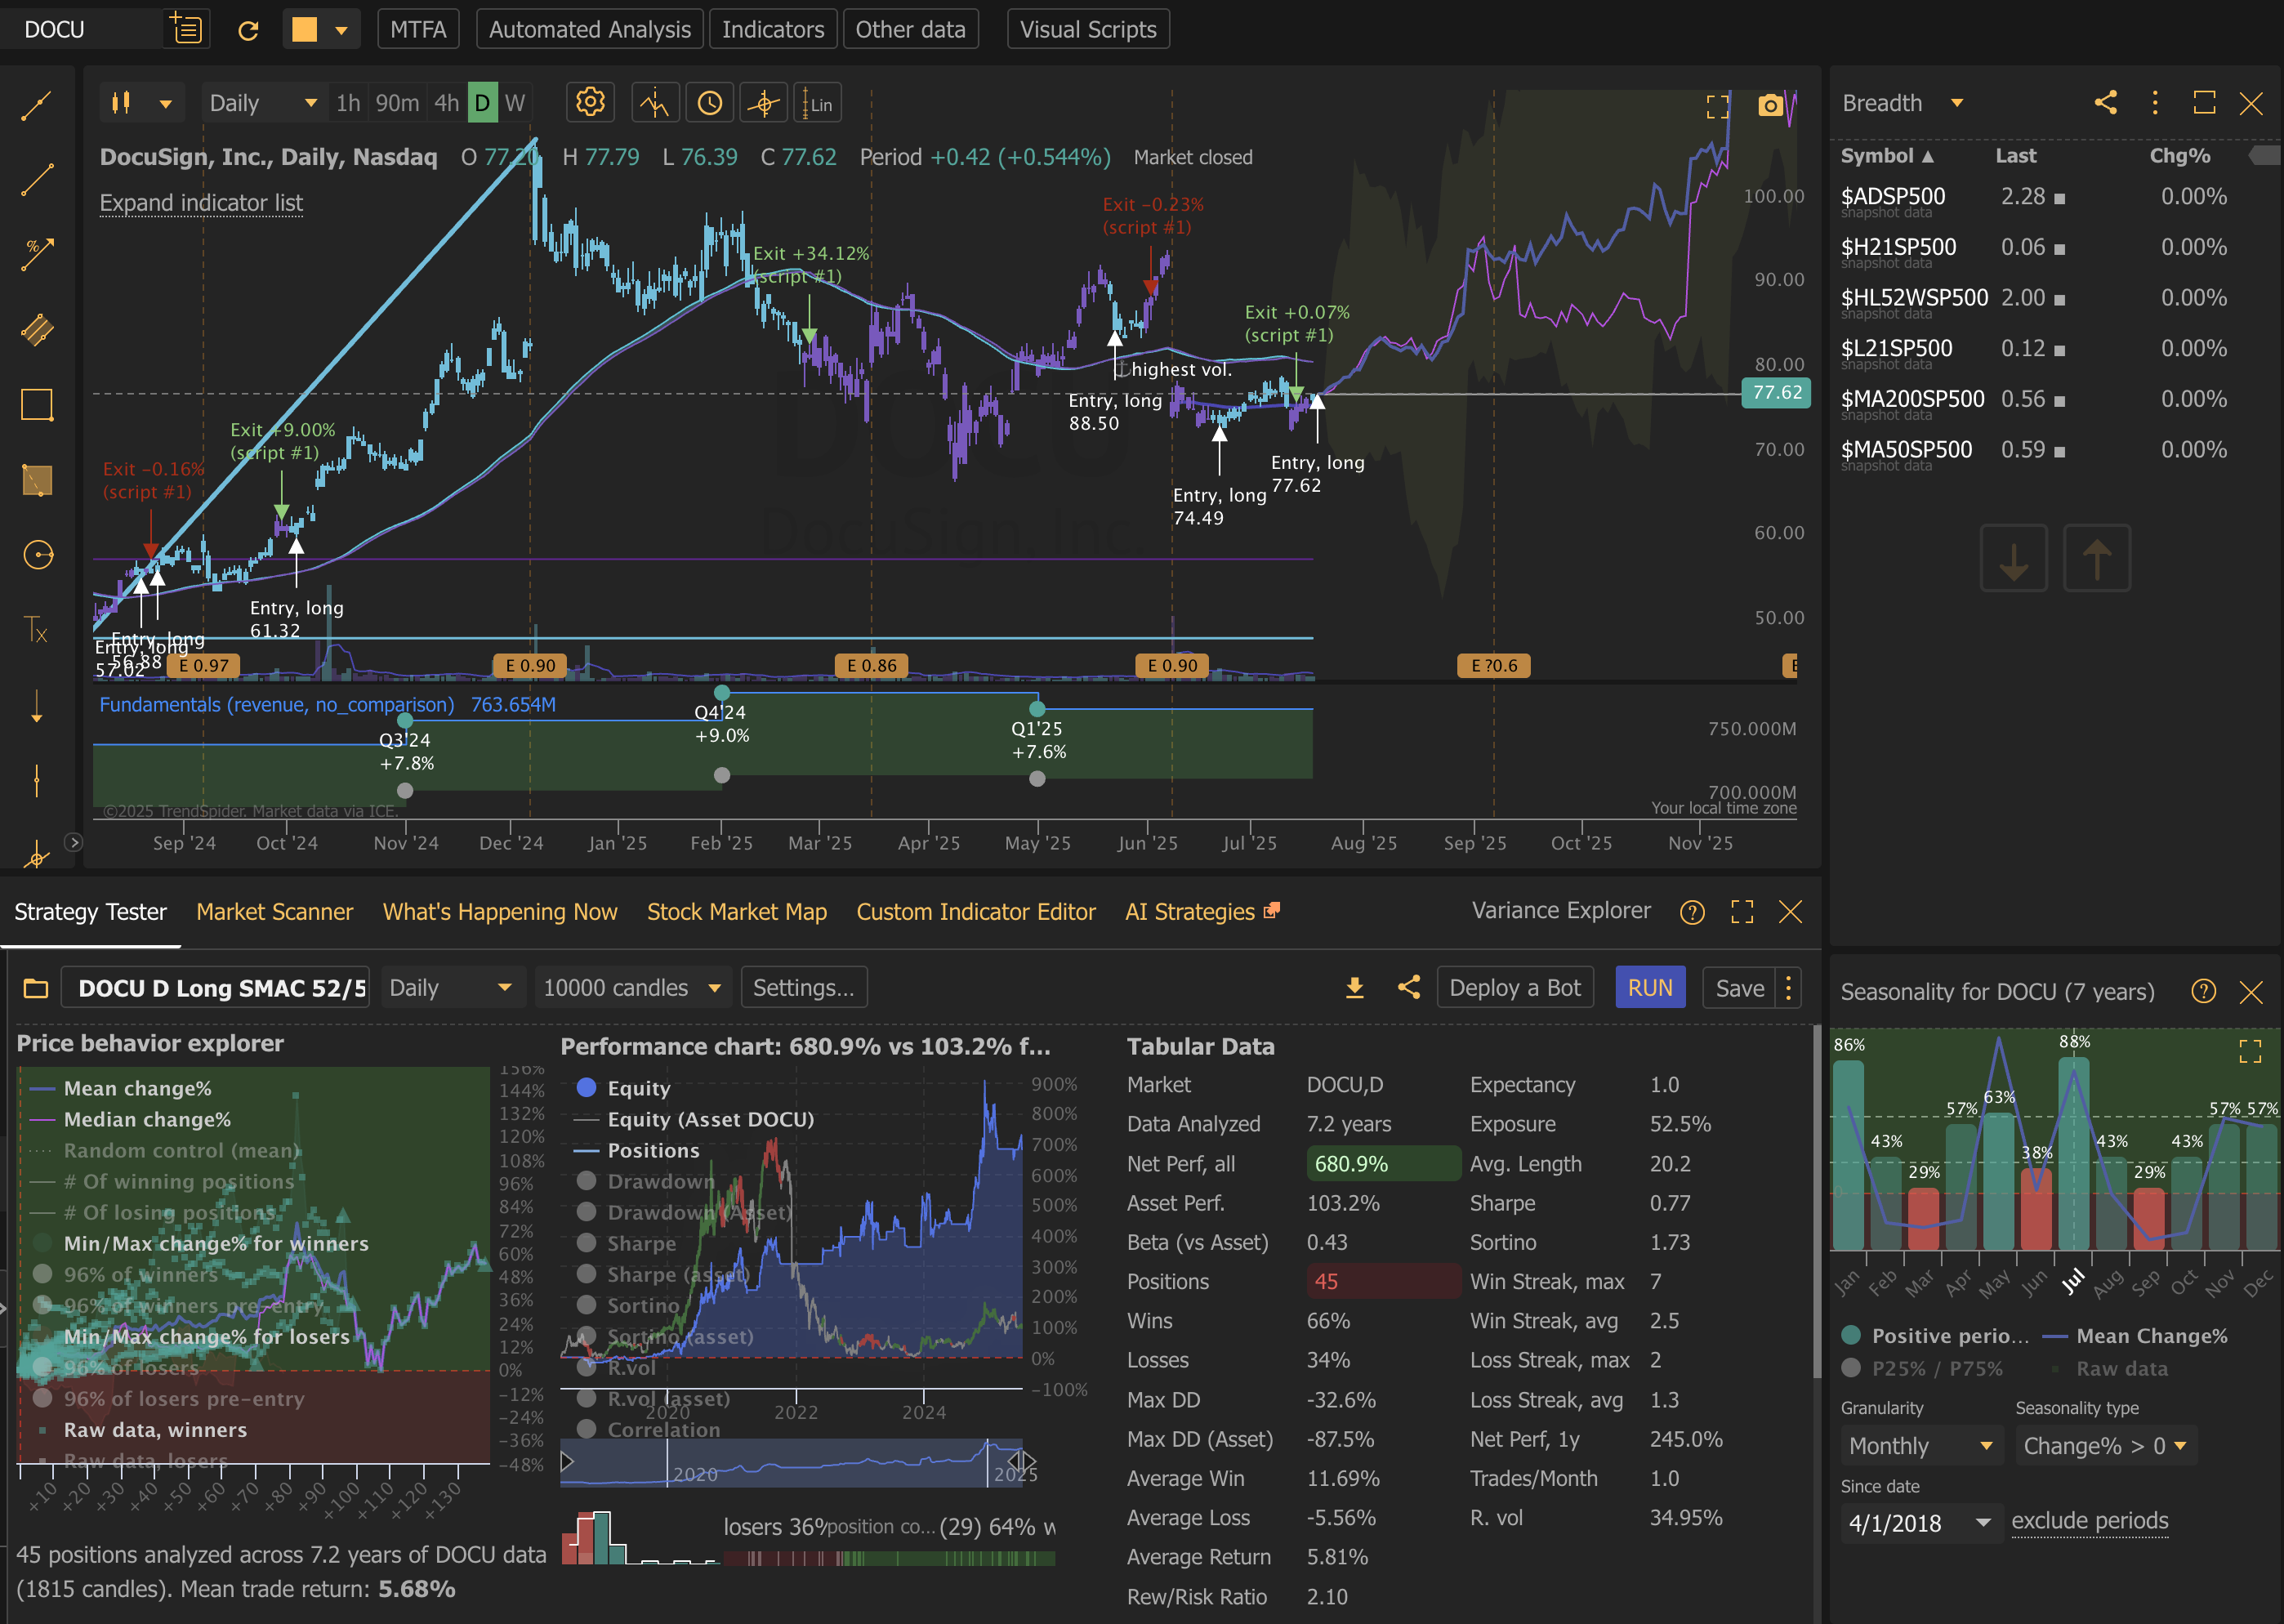 DOCU
MTFA
Automated Analysis
Indicators
Other data
Visual Scripts
Daily
1h
90m
4h
D
W
Lin
DocuSign, Inc., Daily, Nasdaq O 77.20 H 77.79 L 76.39 C 77.62 Period +0.42 (+0.544%) Market closed
Expand indicator list
Exit -0.16%
(script #1)
Exit +9.00%
(script #1)
Exit +34.12%
(script #1)
Exit -0.23%
(script #1)
Exit +0.07%
(script #1)
highest vol.
Entry, long
88.50
Entry, long
74.49
Entry, long
77.62
Entry, long
61.32
Entry, long
56.88
Entry, long
57.02
DOCU
DocuSign, Inc.
100.00
90.00
80.00
77.62
70.00
60.00
50.00
E 0.97
E 0.90
E 0.86
E 0.90
E ?0.6
E
Fundamentals (revenue, no_comparison) 763.654M
Q3'24
+7.8%
Q4'24
+9.0%
Q1'25
+7.6%
750.000M
700.000M
©2025 TrendSpider. Market data via ICE.
Your local time zone
Sep '24
Oct '24
Nov '24
Dec '24
Jan '25
Feb '25
Mar '25
Apr '25
May '25
Jun '25
Jul '25
Aug '25
Sep '25
Oct '25
Nov '25
Breadth
Symbol ▲ Last Chg%
$ADSP500 2.28 0.00%
snapshot data
$H21SP500 0.06 0.00%
snapshot data
$HL52WSP500 2.00 0.00%
snapshot data
$L21SP500 0.12 0.00%
snapshot data
$MA200SP500 0.56 0.00%
snapshot data
$MA50SP500 0.59 0.00%
snapshot data
Strategy Tester
Market Scanner
What's Happening Now
Stock Market Map
Custom Indicator Editor
AI Strategies
Variance Explorer
DOCU D Long SMAC 52/5
Daily
10000 candles
Settings...
Deploy a Bot
RUN
Save
Price behavior explorer
Mean change%
Median change%
Random control (mean)
# Of winning positions
# Of losing positions
Min/Max change% for winners
96% of winners
96% of winners pre-entry
Min/Max change% for losers
96% of losers
96% of losers pre-entry
Raw data, winners
Raw data, losers
156%
144%
132%
120%
108%
96%
84%
72%
60%
48%
36%
24%
12%
0%
-12%
-24%
-36%
-48%
+10
+20
+30
+40
+50
+60
+70
+80
+90
+100
+110
+120
+130
45 positions analyzed across 7.2 years of DOCU data
(1815 candles). Mean trade return: 5.68%
Performance chart: 680.9% vs 103.2% f...
Equity
Equity (Asset DOCU)
Positions
Drawdown
Drawdown (Asset)
Sharpe
Sharpe (asset)
Sortino
Sortino (asset)
R.vol
R.vol (asset)
Correlation
900%
800%
700%
600%
500%
400%
300%
200%
100%
0%
-100%
2020
2022
2024
2020
2025
losers 36%
position co...
(29) 64% w
Tabular Data
Market DOCU,D Expectancy 1.0
Data Analyzed 7.2 years Exposure 52.5%
Net Perf, all 680.9% Avg. Length 20.2
Asset Perf. 103.2% Sharpe 0.77
Beta (vs Asset) 0.43 Sortino 1.73
Positions 45 Win Streak, max 7
Wins 66% Win Streak, avg 2.5
Losses 34% Loss Streak, max 2
Max DD -32.6% Loss Streak, avg 1.3
Max DD (Asset) -87.5% Net Perf, 1y 245.0%
Average Win 11.69% Trades/Month 1.0
Average Loss -5.56% R. vol 34.95%
Average Return 5.81%
Rew/Risk Ratio 2.10
Seasonality for DOCU (7 years)
86%
43%
29%
57%
63%
38%
88%
43%
29%
43%
57%
57%
0
Jan
Feb
Mar
Apr
May
Jun
Jul
Aug
Sep
Oct
Nov
Dec
Positive perio...
Mean Change%
P25% / P75%
Raw data
Granularity
Seasonality type
Monthly
Change% > 0
Since date
4/1/2018
exclude periods